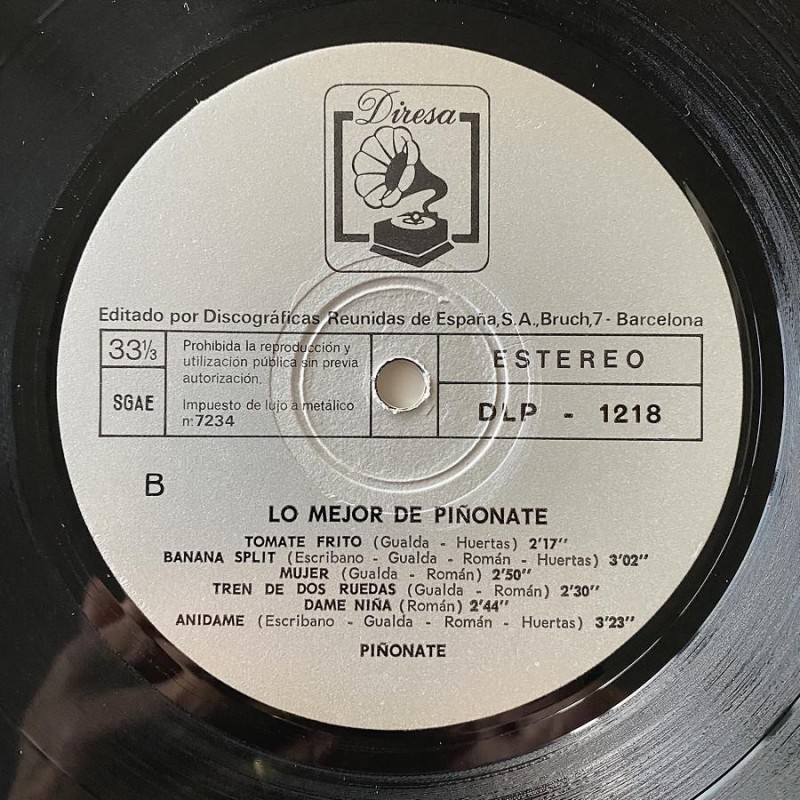 Diresa
Editado por Discográficas Reunidas de España, S.A., Bruch, 7 - Barcelona
33⅓
Prohibida la reproducción y
utilización pública sin previa
autorización.
ESTEREO
SGAE
Impuesto de lujo a metálico
n.º 7234
DLP - 1218
B
LO MEJOR DE PIÑONATE
TOMATE FRITO (Gualda - Huertas) 2'17''
BANANA SPLIT (Escribano - Gualda - Román - Huertas) 3'02''
MUJER (Gualda - Román) 2'50''
TREN DE DOS RUEDAS (Gualda - Román) 2'30''
DAME NIÑA (Román) 2'44''
ANIDAME (Escribano - Gualda - Román - Huertas) 3'23''
PIÑONATE